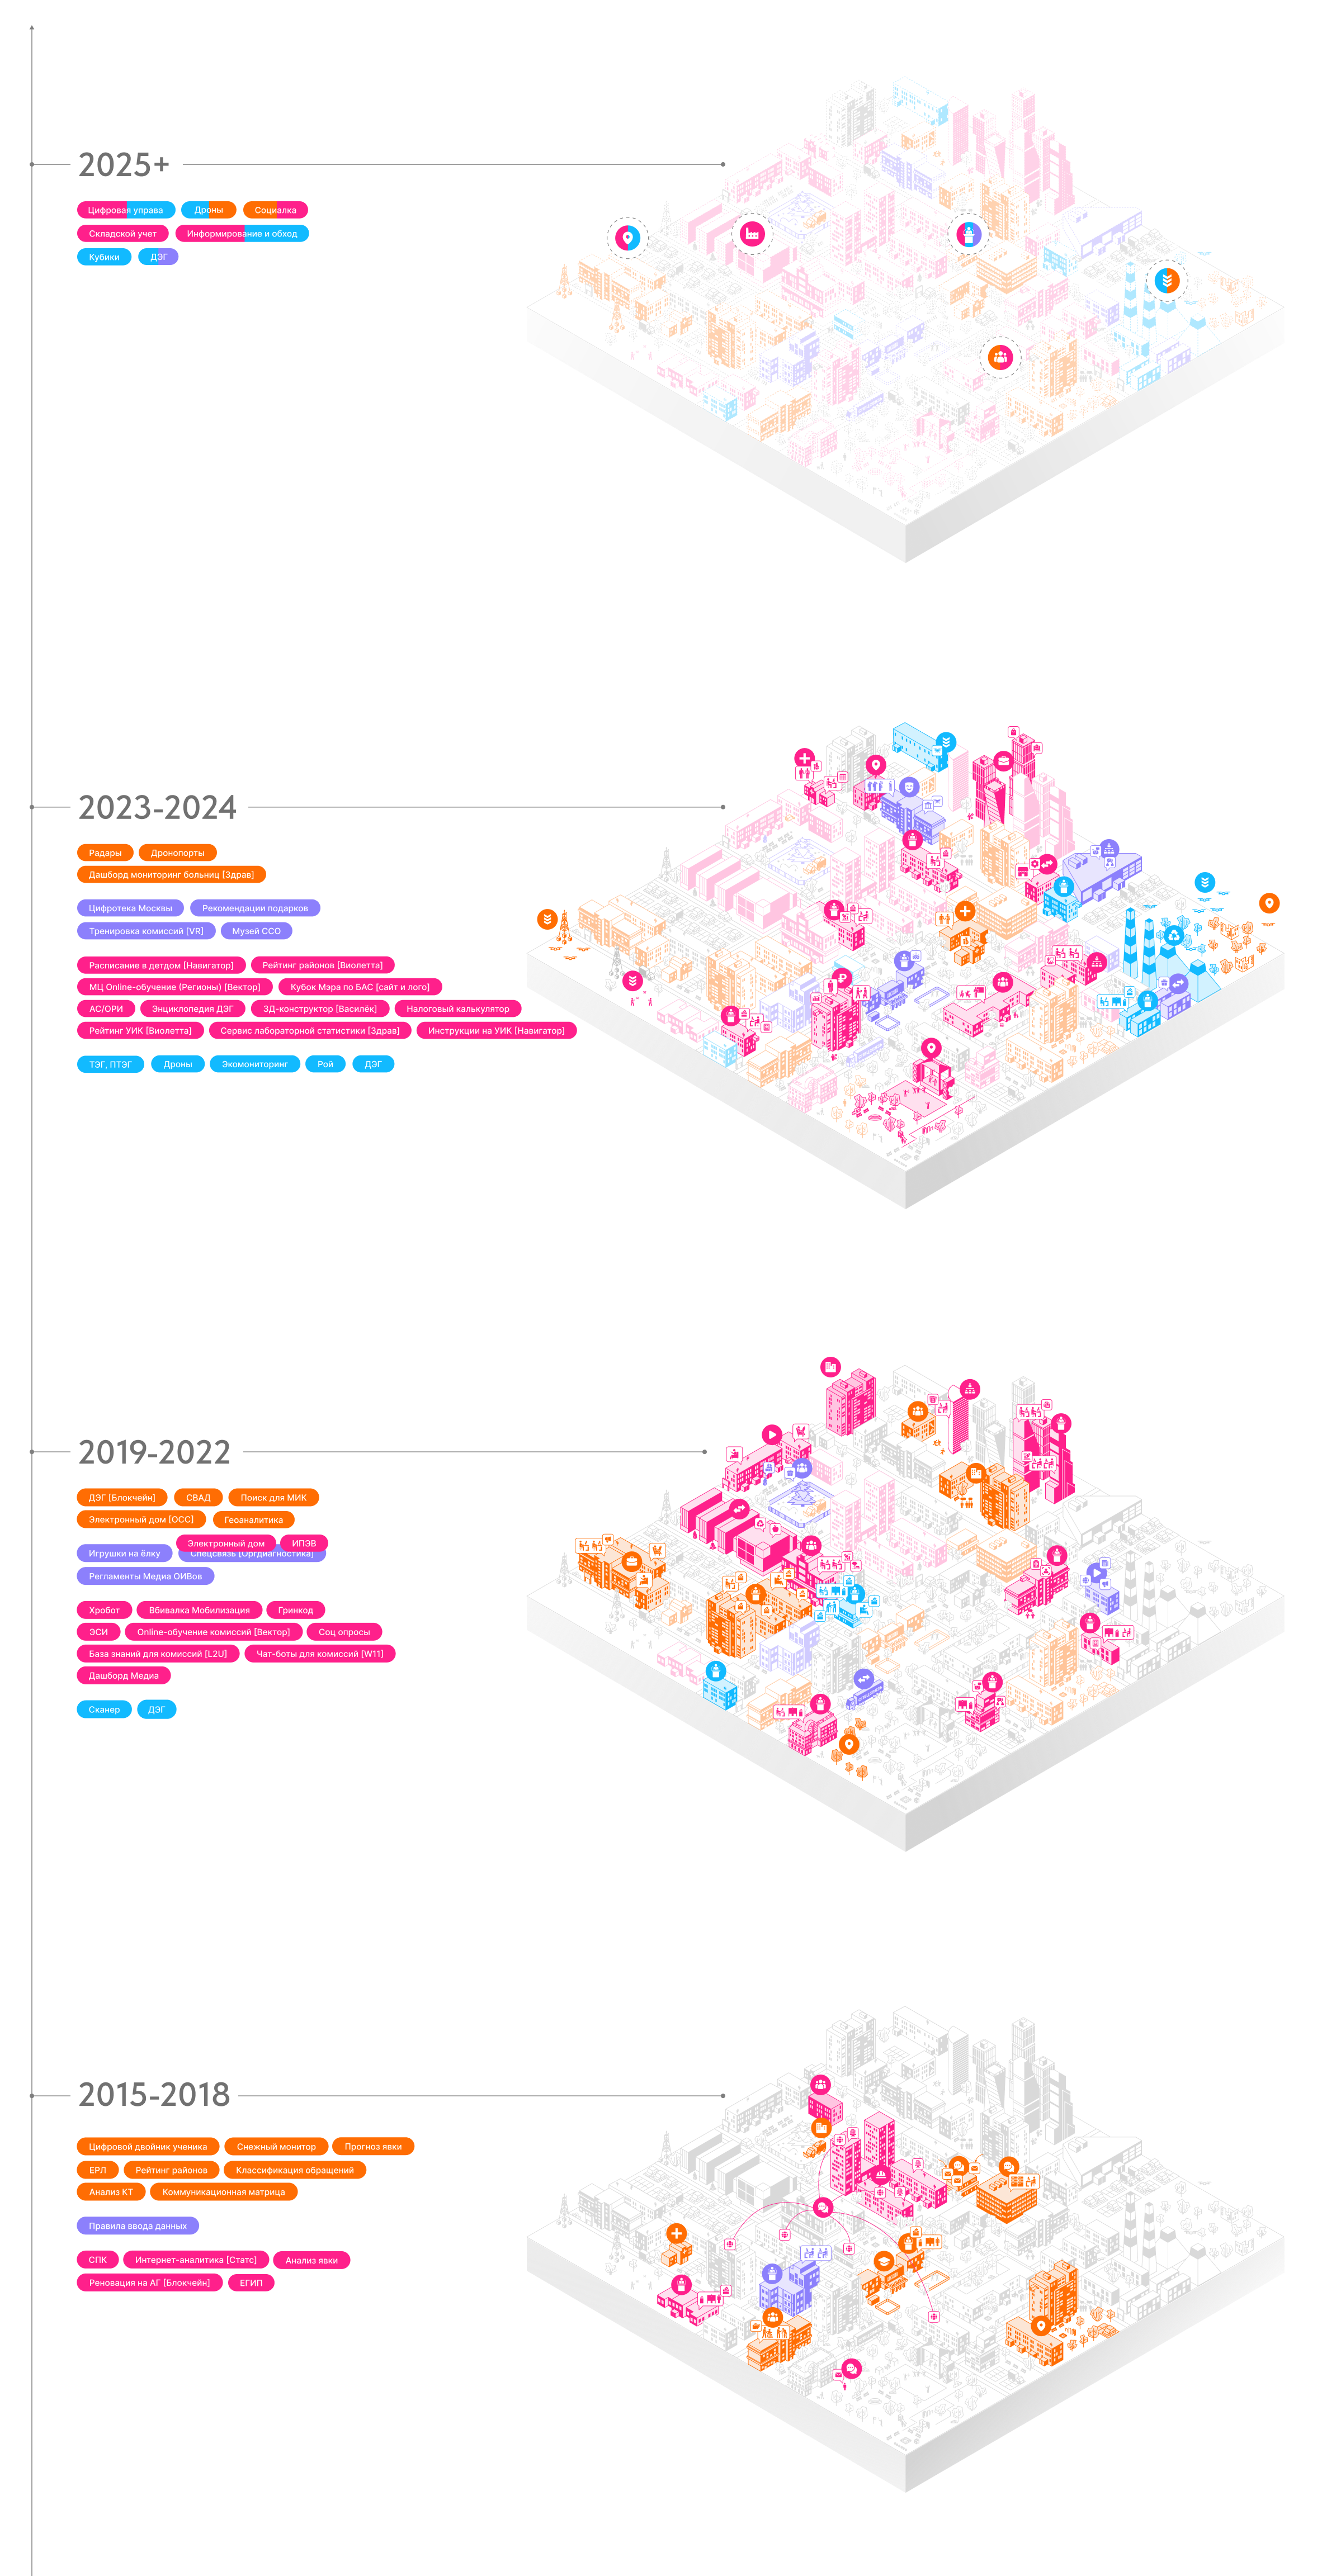 2025+
Цифровая управа Дроны Социалка
Складской учет Информирование и обход
Кубики ДЭГ
2023-2024
Радары Дронопорты
Дашборд мониторинг больниц [Здрав]
Цифротека Москвы Рекомендации подарков
Тренировка комиссий [VR] Музей ССО
Расписание в детдом [Навигатор] Рейтинг районов [Виолетта]
МЦ Online-обучение (Регионы) [Вектор] Кубок Мэра по БАС [сайт и лого]
АС/ОРИ Энциклопедия ДЭГ 3Д-конструктор [Василёк] Налоговый калькулятор
Рейтинг УИК [Виолетта] Сервис лабораторной статистики [Здрав] Инструкции на УИК [Навигатор]
ТЭГ, ПТЭГ Дроны Экомониторинг Рой ДЭГ
2019-2022
ДЭГ [Блокчейн] СВАД Поиск для МИК
Электронный дом [ОСС] Геоаналитика
Электронный дом ИПЭВ
Игрушки на ёлку Спецсвязь [Оргдиагностика]
Регламенты Медиа ОИВов
Хробот Вбивалка Мобилизация Гринкод
ЭСИ Online-обучение комиссий [Вектор] Соц опросы
База знаний для комиссий [L2U] Чат-боты для комиссий [W11]
Дашборд Медиа
Сканер ДЭГ
2015-2018
Цифровой двойник ученика Снежный монитор Прогноз явки
ЕРЛ Рейтинг районов Классификация обращений
Анализ КТ Коммуникационная матрица
Правила ввода данных
СПК Интернет-аналитика [Статс] Анализ явки
Реновация на АГ [Блокчейн] ЕГИП